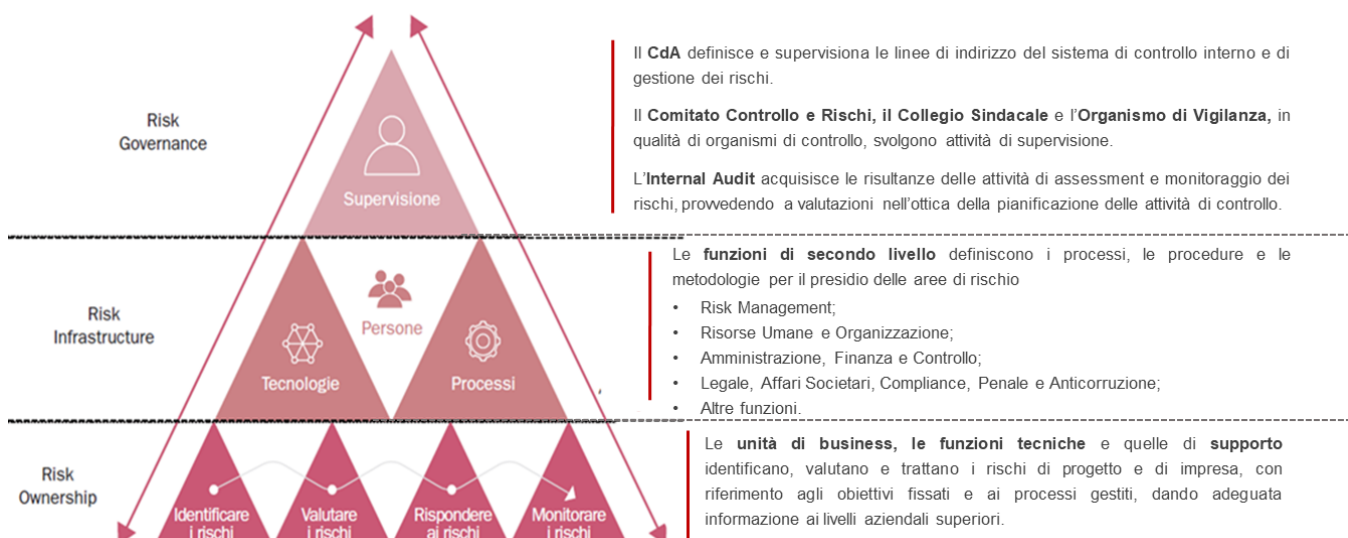 Risk
Governance
Supervisione
Il CdA definisce e supervisiona le linee di indirizzo del sistema di controllo interno e di
gestione dei rischi.
Il Comitato Controllo e Rischi, il Collegio Sindacale e l'Organismo di Vigilanza, in
qualità di organismi di controllo, svolgono attività di supervisione.
L'Internal Audit acquisisce le risultanze delle attività di assessment e monitoraggio dei
rischi, provvedendo a valutazioni nell'ottica della pianificazione delle attività di controllo.
Risk
Infrastructure
Persone
Tecnologie
Processi
Le funzioni di secondo livello definiscono i processi, le procedure e le
metodologie per il presidio delle aree di rischio
• Risk Management;
• Risorse Umane e Organizzazione;
• Amministrazione, Finanza e Controllo;
• Legale, Affari Societari, Compliance, Penale e Anticorruzione;
• Altre funzioni.
Risk
Ownership
Identificare
i rischi
Valutare
i rischi
Rispondere
ai rischi
Monitorare
i rischi
Le unità di business, le funzioni tecniche e quelle di supporto
identificano, valutano e trattano i rischi di progetto e di impresa, con
riferimento agli obiettivi fissati e ai processi gestiti, dando adeguata
informazione ai livelli aziendali superiori.